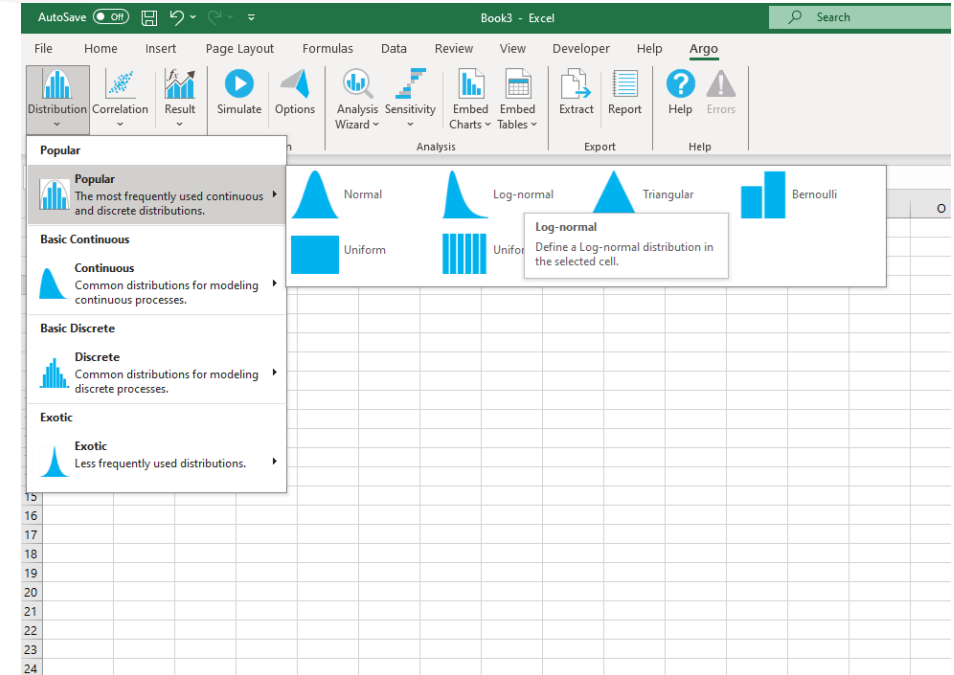 AutoSave Off Book3 - Excel Search
File Home Insert Page Layout Formulas Data Review View Developer Help Argo
Distribution Correlation Result Simulate Options Analysis Wizard Sensitivity Embed Charts Embed Tables Extract Report Help Errors
Analysis Export Help
Popular
Popular
The most frequently used continuous
and discrete distributions.
Basic Continuous
Continuous
Common distributions for modeling
continuous processes.
Basic Discrete
Discrete
Common distributions for modeling
discrete processes.
Exotic
Exotic
Less frequently used distributions.
Normal Log-normal Triangular Bernoulli
Uniform
Log-normal
Define a Log-normal distribution in
the selected cell.
O
15
16
17
18
19
20
21
22
23
24